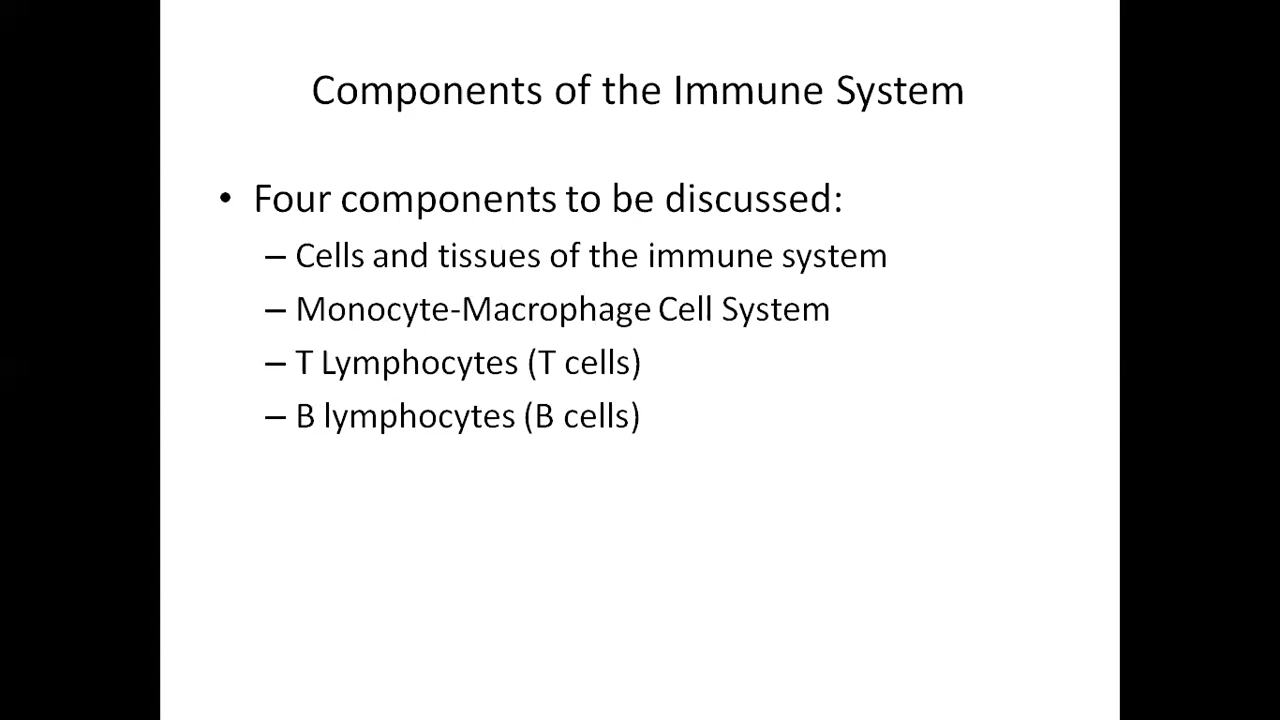 Components of the Immune System
• Four components to be discussed:
– Cells and tissues of the immune system
– Monocyte-Macrophage Cell System
– T Lymphocytes (T cells)
– B lymphocytes (B cells)